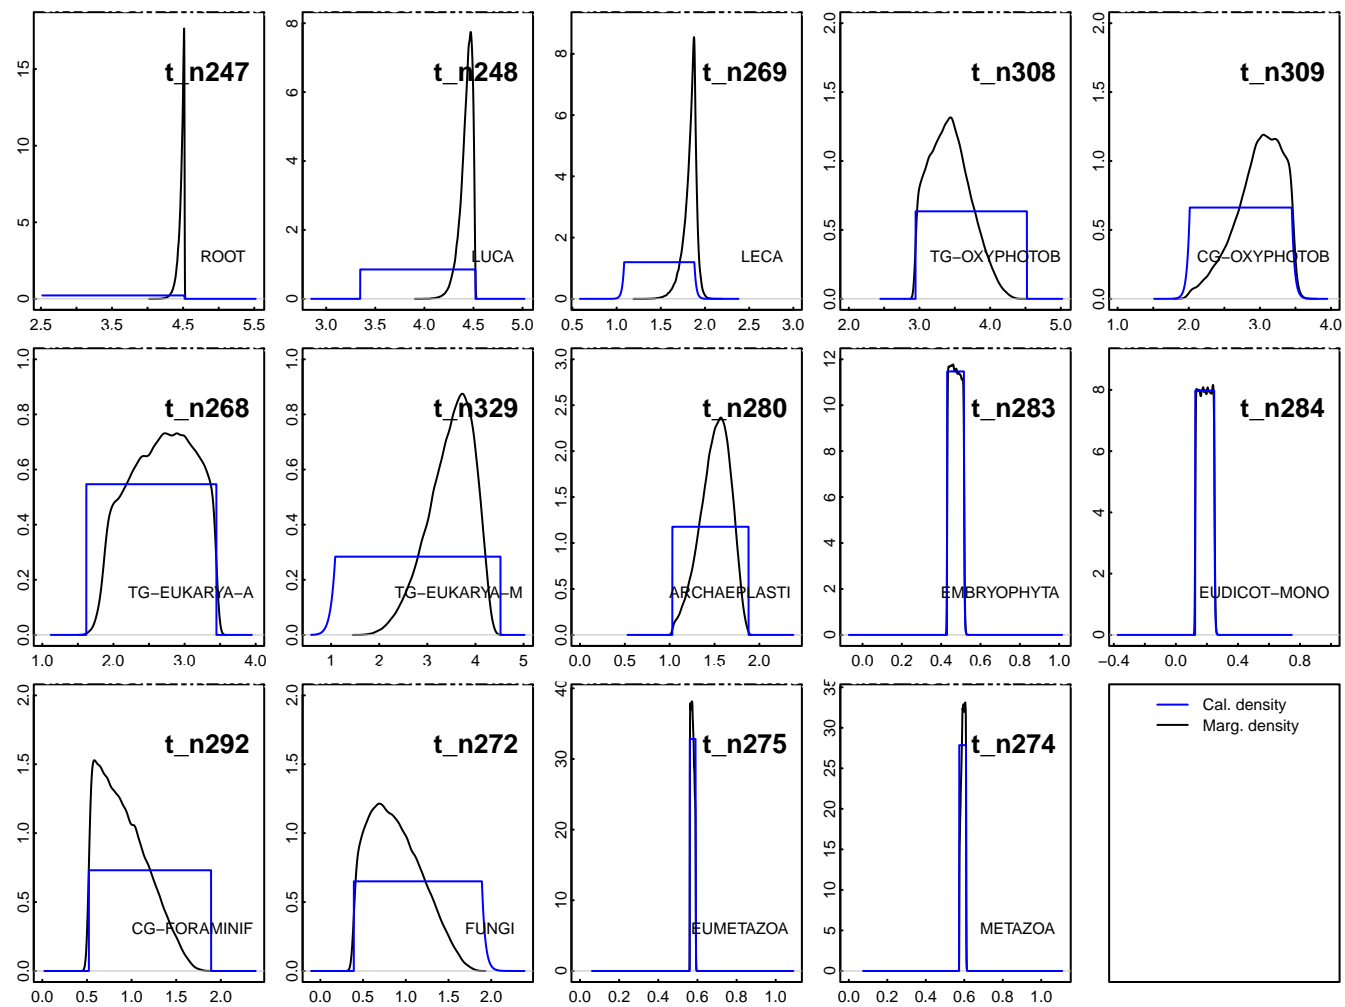 t_n247
ROOT
0 5 10 15
2.5 3.5 4.5 5.5
t_n248
LUCA
0 2 4 6 8
3.0 3.5 4.0 4.5 5.0
t_n269
LECA
0 2 4 6 8
0.5 1.0 1.5 2.0 2.5 3.0
t_n308
TG-OXYPHOTOB
0.0 0.5 1.0 1.5 2.0
2.0 3.0 4.0 5.0
t_n309
CG-OXYPHOTOB
0.0 0.5 1.0 1.5 2.0
1.0 2.0 3.0 4.0
t_n268
TG-EUKARYA-A
0.0 0.2 0.4 0.6 0.8 1.0
1.0 2.0 3.0 4.0
t_n329
TG-EUKARYA-M
0.0 0.2 0.4 0.6 0.8 1.0
1 2 3 4 5
t_n280
ARCHAEPLASTI
0.0 0.5 1.0 1.5 2.0 2.5 3.0
0.0 0.5 1.0 1.5 2.0
t_n283
EMBRYOPHYTA
0 2 4 6 8 10 12
0.0 0.2 0.4 0.6 0.8 1.0
t_n284
EUDICOT-MONO
0 2 4 6 8
-0.4 0.0 0.4 0.8
t_n292
CG-FORAMINIF
0.0 0.5 1.0 1.5 2.0
0.0 0.5 1.0 1.5 2.0
t_n272
FUNGI
0.0 0.5 1.0 1.5 2.0
0.0 0.5 1.0 1.5 2.0
t_n275
EUMETAZOA
0 10 20 30 40
0.0 0.2 0.4 0.6 0.8 1.0
t_n274
METAZOA
0 5 10 15 20 25 30 35
0.0 0.2 0.4 0.6 0.8 1.0
Cal. density
Marg. density